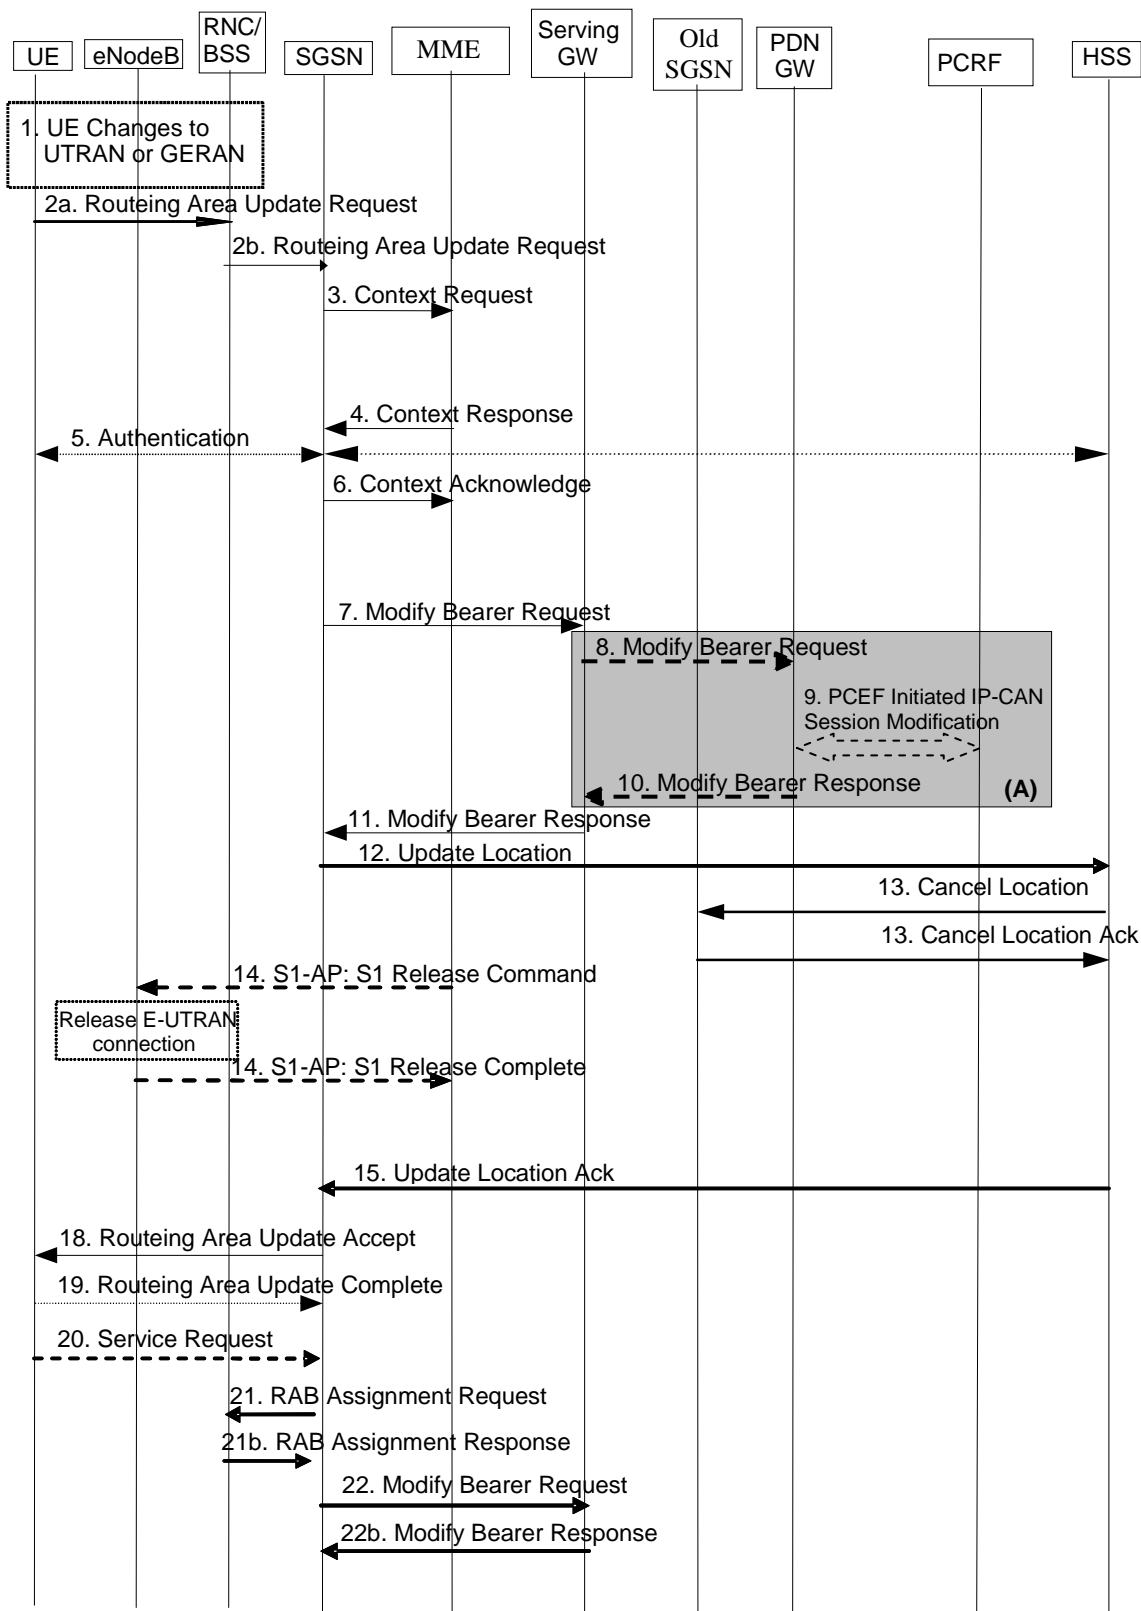 UE
eNodeB
RNC/
BSS
SGSN
MME
Serving
GW
Old
SGSN
PDN
GW
PCRF
HSS
1. UE Changes to
UTRAN or GERAN
2a. Routeing Area Update Request
2b. Routeing Area Update Request
3. Context Request
4. Context Response
5. Authentication
6. Context Acknowledge
7. Modify Bearer Request
8. Modify Bearer Request
9. PCEF Initiated IP-CAN
Session Modification
10. Modify Bearer Response
(A)
11. Modify Bearer Response
12. Update Location
13. Cancel Location
13. Cancel Location Ack
14. S1-AP: S1 Release Command
Release E-UTRAN
connection
14. S1-AP: S1 Release Complete
15. Update Location Ack
18. Routeing Area Update Accept
19. Routeing Area Update Complete
20. Service Request
21. RAB Assignment Request
21b. RAB Assignment Response
22. Modify Bearer Request
22b. Modify Bearer Response